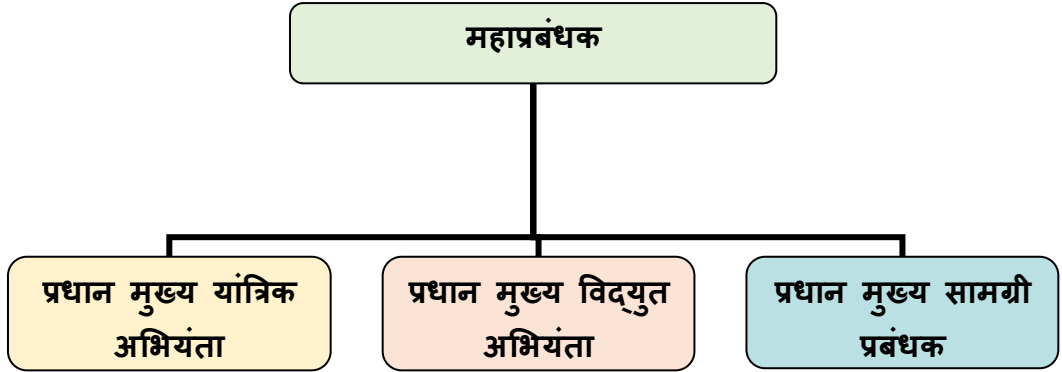 महाप्रबंधक
प्रधान मुख्य यांत्रिक
अभियंता
प्रधान मुख्य विद्‌युत
अभियंता
प्रधान मुख्य सामग्री
प्रबंधक